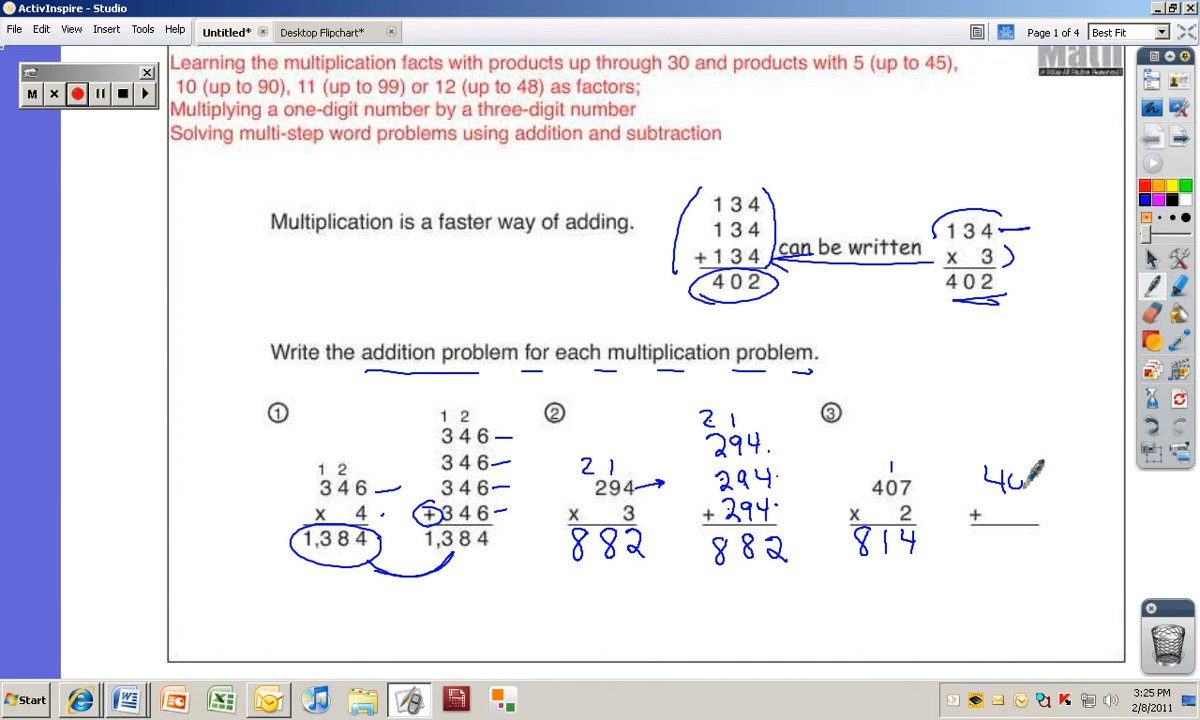 ActivInspire - Studio
File Edit View Insert Tools Help
Untitled* Desktop Flipchart*
Page 1 of 4 Best Fit
M
Learning the multiplication facts with products up through 30 and products with 5 (up to 45),
10 (up to 90), 11 (up to 99) or 12 (up to 48) as factors;
Multiplying a one-digit number by a three-digit number
Solving multi-step word problems using addition and subtraction
Math
Multiplication is a faster way of adding.
134
134
+134
402
can be written
134
x 3
402
Write the addition problem for each multiplication problem.
1
1 2
346
x 4
1,384
1 2
346
346
346
+346
1,384
2
2 1
294
x 3
882
2 1
294
294
+294
882
3
1
407
x 2
814
40
+
Start
3:25 PM
2/8/2011